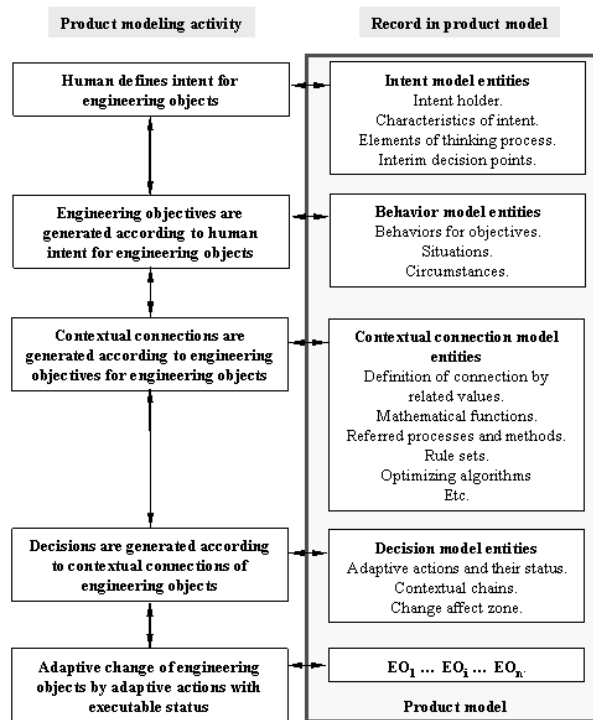 Product modeling activity
Record in product model
Human defines intent for
engineering objects
Intent model entities
Intent holder.
Characteristics of intent.
Elements of thinking process.
Interim decision points.
Engineering objectives are
generated according to human
intent for engineering objects
Behavior model entities
Behaviors for objectives.
Situations.
Circumstances.
Contextual connections are
generated according to engineering
objectives for engineering objects
Contextual connection model
entities
Definition of connection by
related values.
Mathematical functions.
Referred processes and methods.
Rule sets.
Optimizing algorithms
Etc.
Decisions are generated according
to contextual connections of
engineering objects
Decision model entities
Adaptive actions and their status.
Contextual chains.
Change affect zone.
Adaptive change of engineering
objects by adaptive actions with
executable status
EO1 ... EOi ... EOn.
Product model